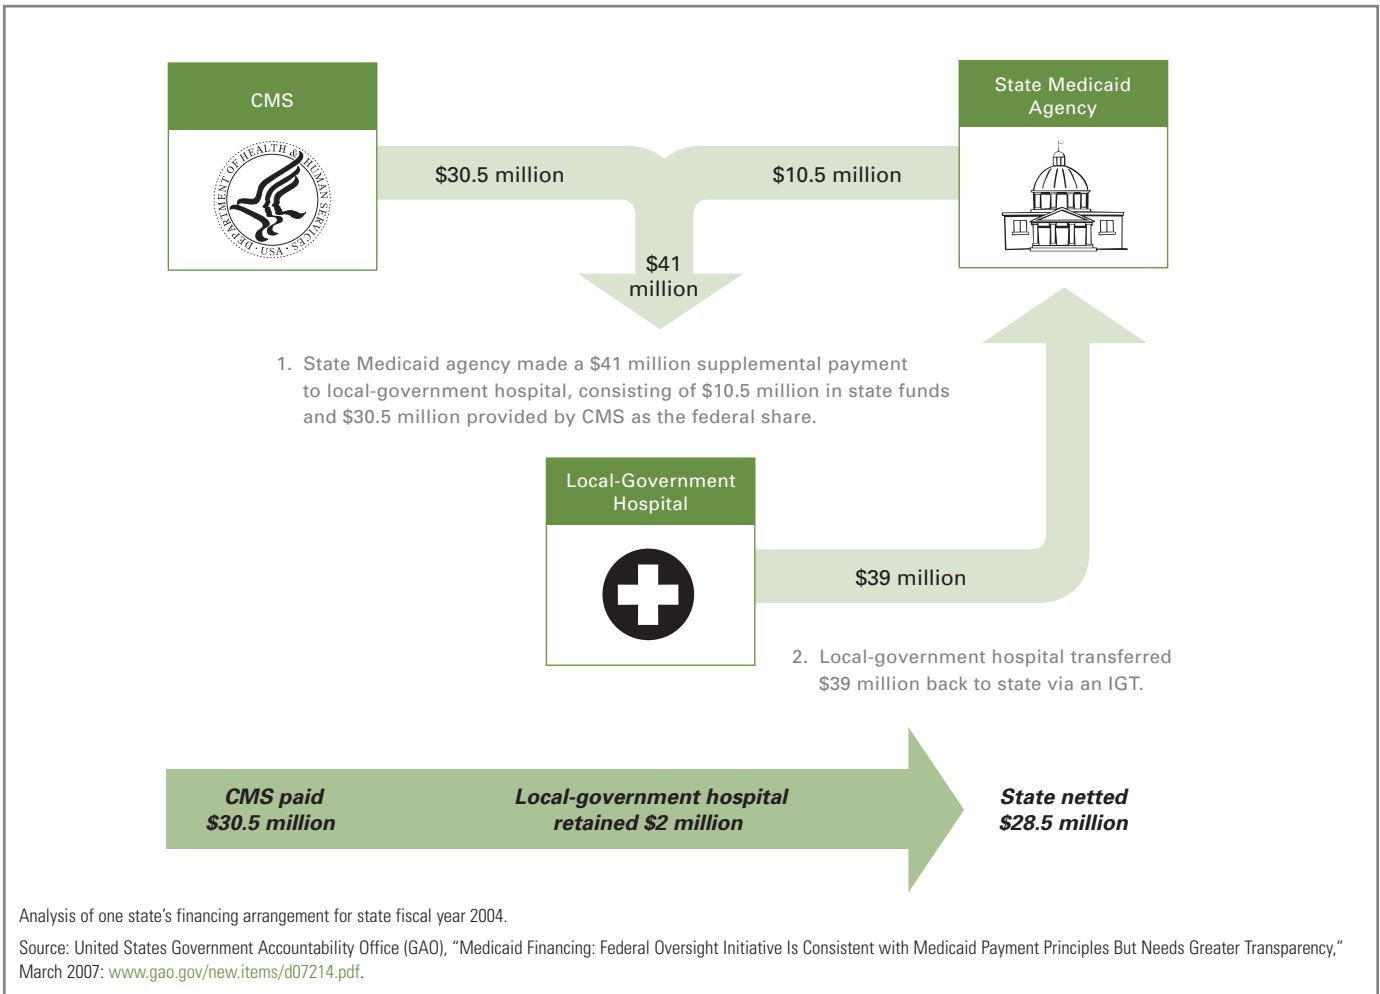 CMS
DEPARTMENT OF HEALTH & HUMAN SERVICES · USA ·
$30.5 million
$10.5 million
State Medicaid
Agency
$41
million
1. State Medicaid agency made a $41 million supplemental payment
to local-government hospital, consisting of $10.5 million in state funds
and $30.5 million provided by CMS as the federal share.
Local-Government
Hospital
$39 million
2. Local-government hospital transferred
$39 million back to state via an IGT.
CMS paid
$30.5 million
Local-government hospital
retained $2 million
State netted
$28.5 million
Analysis of one state’s financing arrangement for state fiscal year 2004.
Source: United States Government Accountability Office (GAO), “Medicaid Financing: Federal Oversight Initiative Is Consistent with Medicaid Payment Principles But Needs Greater Transparency,”
March 2007: www.gao.gov/new.items/d07214.pdf.